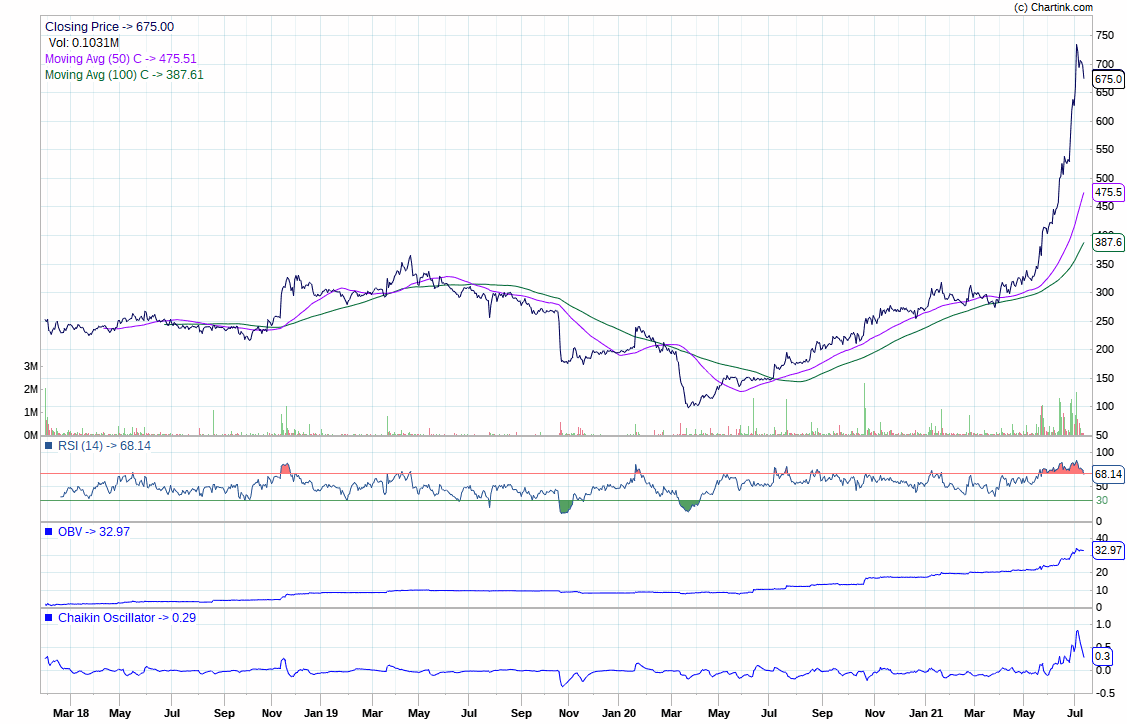 (c) Chartink.com
Closing Price -> 675.00
Vol: 0.1031M
Moving Avg (50) C -> 475.51
Moving Avg (100) C -> 387.61
750
700
675.0
650
600
550
500
475.5
450
400
387.6
350
300
250
200
150
100
50
3M
2M
1M
0M
RSI (14) -> 68.14
100
68.14
50
30
0
OBV -> 32.97
40
32.97
20
10
0
Chaikin Oscillator -> 0.29
1.0
0.5
0.3
0.0
-0.5
Mar 18 May Jul Sep Nov Jan 19 Mar May Jul Sep Nov Jan 20 Mar May Jul Sep Nov Jan 21 Mar May Jul